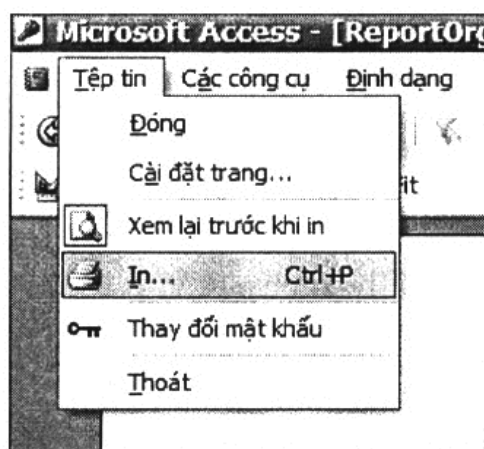 Microsoft Access - [ReportOrg
Tệp tin Các công cụ Định dạng
Đóng
Cài đặt trang...
Fit
Xem lại trước khi in
In... Ctrl+P
Thay đổi mật khẩu
Thoát